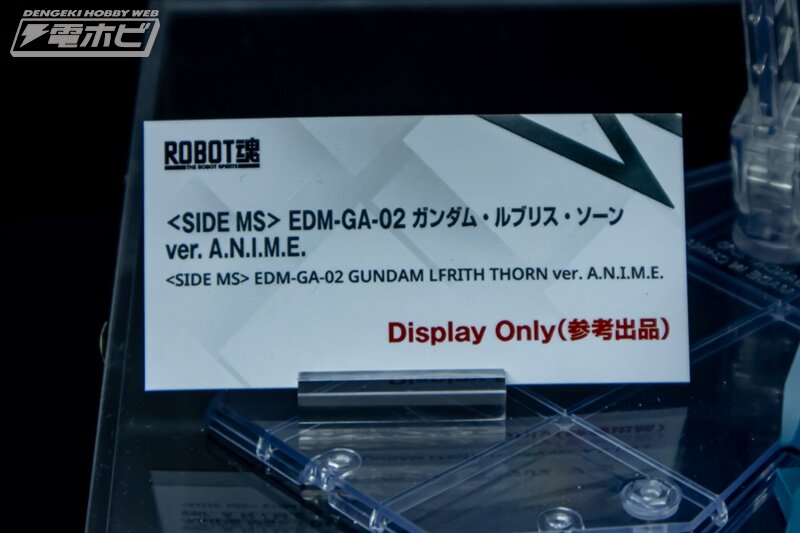 DENGEKI HOBBY WEB
電ホビ
ROBOT魂
THE ROBOT SPIRITS
<SIDE MS> EDM-GA-02 ガンダム・ルブリス・ソーン
ver. A.N.I.M.E.
<SIDE MS> EDM-GA-02 GUNDAM LFRITH THORN ver. A.N.I.M.E.
Display Only(参考出品)